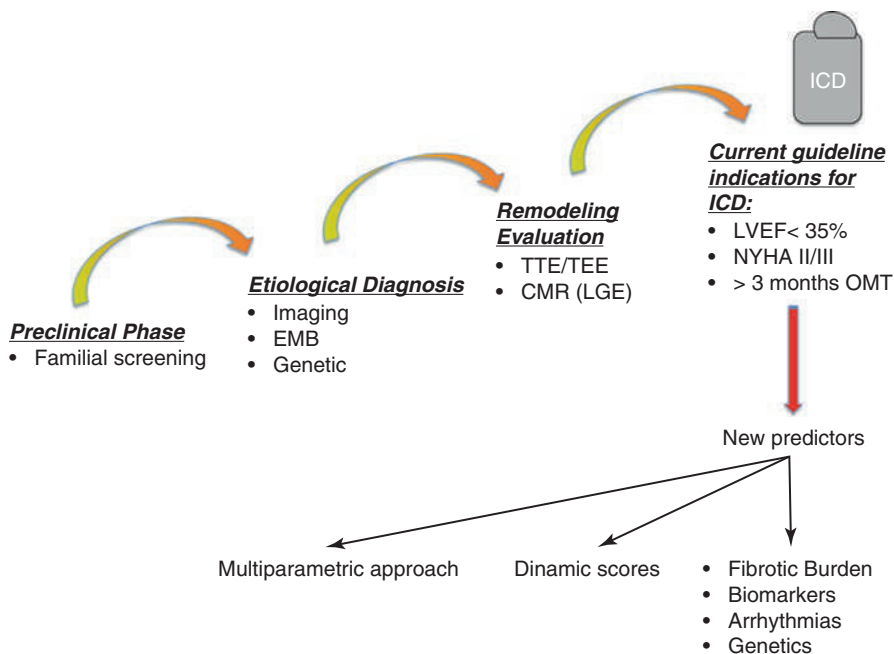 ICD
Current guideline
indications for
ICD:
• LVEF< 35%
• NYHA II/III
• > 3 months OMT
Remodeling
Evaluation
• TTE/TEE
• CMR (LGE)
Etiological Diagnosis
• Imaging
• EMB
• Genetic
Preclinical Phase
• Familial screening
New predictors
Multiparametric approach
Dinamic scores
• Fibrotic Burden
• Biomarkers
• Arrhythmias
• Genetics